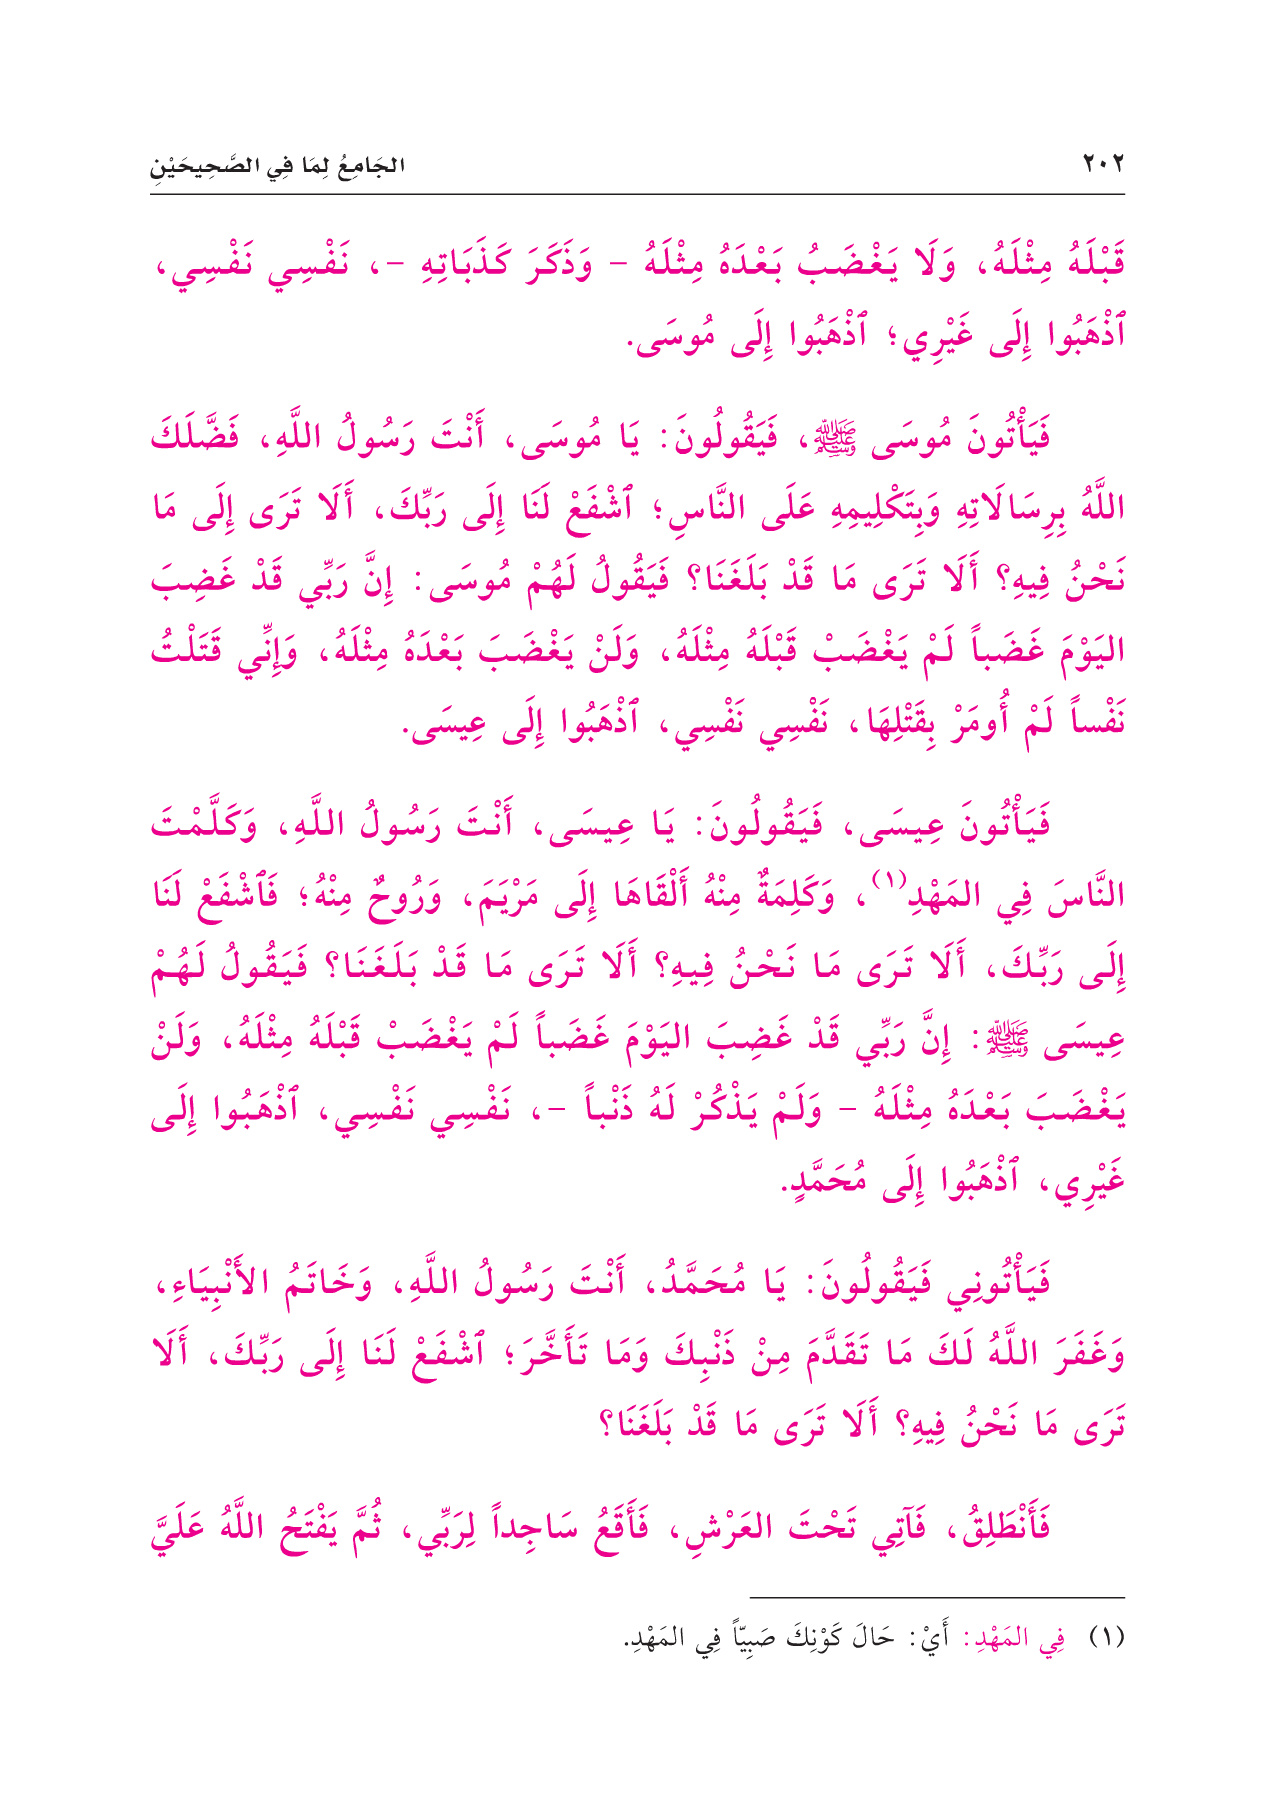 ٢٠٢ الجَامِعُ لِمَا فِي الصَّحِيحَيْنِ
قَبْلَهُ مِثْلَهُ، وَلَا يَغْضَبُ بَعْدَهُ مِثْلَهُ - وَذَكَرَ كَذَبَاتِهِ -، نَفْسِي نَفْسِي،
ٱذْهَبُوا إِلَى غَيْرِي؛ ٱذْهَبُوا إِلَى مُوسَى.
فَيَأْتُونَ مُوسَى ﷺ، فَيَقُولُونَ: يَا مُوسَى، أَنْتَ رَسُولُ اللَّهِ، فَضَّلَكَ
اللَّهُ بِرِسَالَاتِهِ وَبِتَكْلِيمِهِ عَلَى النَّاسِ؛ ٱشْفَعْ لَنَا إِلَى رَبِّكَ، أَلَا تَرَى إِلَى مَا
نَحْنُ فِيهِ؟ أَلَا تَرَى مَا قَدْ بَلَغَنَا؟ فَيَقُولُ لَهُمْ مُوسَى: إِنَّ رَبِّي قَدْ غَضِبَ
اليَوْمَ غَضَباً لَمْ يَغْضَبْ قَبْلَهُ مِثْلَهُ، وَلَنْ يَغْضَبَ بَعْدَهُ مِثْلَهُ، وَإِنِّي قَتَلْتُ
نَفْساً لَمْ أُومَرْ بِقَتْلِهَا، نَفْسِي نَفْسِي، ٱذْهَبُوا إِلَى عِيسَى.
فَيَأْتُونَ عِيسَى، فَيَقُولُونَ: يَا عِيسَى، أَنْتَ رَسُولُ اللَّهِ، وَكَلَّمْتَ
النَّاسَ فِي المَهْدِ(١)، وَكَلِمَةٌ مِنْهُ أَلْقَاهَا إِلَى مَرْيَمَ، وَرُوحٌ مِنْهُ؛ فَٱشْفَعْ لَنَا
إِلَى رَبِّكَ، أَلَا تَرَى مَا نَحْنُ فِيهِ؟ أَلَا تَرَى مَا قَدْ بَلَغَنَا؟ فَيَقُولُ لَهُمْ
عِيسَى ﷺ: إِنَّ رَبِّي قَدْ غَضِبَ اليَوْمَ غَضَباً لَمْ يَغْضَبْ قَبْلَهُ مِثْلَهُ، وَلَنْ
يَغْضَبَ بَعْدَهُ مِثْلَهُ - وَلَمْ يَذْكُرْ لَهُ ذَنْباً -، نَفْسِي نَفْسِي، ٱذْهَبُوا إِلَى
غَيْرِي، ٱذْهَبُوا إِلَى مُحَمَّدٍ.
فَيَأْتُونِي فَيَقُولُونَ: يَا مُحَمَّدُ، أَنْتَ رَسُولُ اللَّهِ، وَخَاتَمُ الأَنْبِيَاءِ،
وَغَفَرَ اللَّهُ لَكَ مَا تَقَدَّمَ مِنْ ذَنْبِكَ وَمَا تَأَخَّرَ؛ ٱشْفَعْ لَنَا إِلَى رَبِّكَ، أَلَا
تَرَى مَا نَحْنُ فِيهِ؟ أَلَا تَرَى مَا قَدْ بَلَغَنَا؟
فَأَنْطَلِقُ، فَآتِي تَحْتَ العَرْشِ، فَأَقَعُ سَاجِداً لِرَبِّي، ثُمَّ يَفْتَحُ اللَّهُ عَلَيَّ
(١) فِي المَهْدِ: أَيْ: حَالَ كَوْنِكَ صَبِيّاً فِي المَهْدِ.